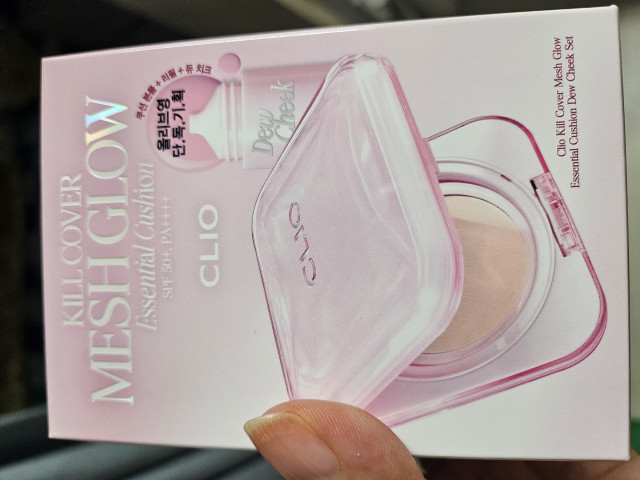 KILL COVER
MESH GLOW
Essential Cushion
SPF 50+, PA++++
CLIO
쿠션 본품+리필+듀 치크
올리브영
단,독,기,획
Dew
Cheek
CLIO
Clio Kill Cover Mesh Glow
Essential Cushion Dew Cheek Set